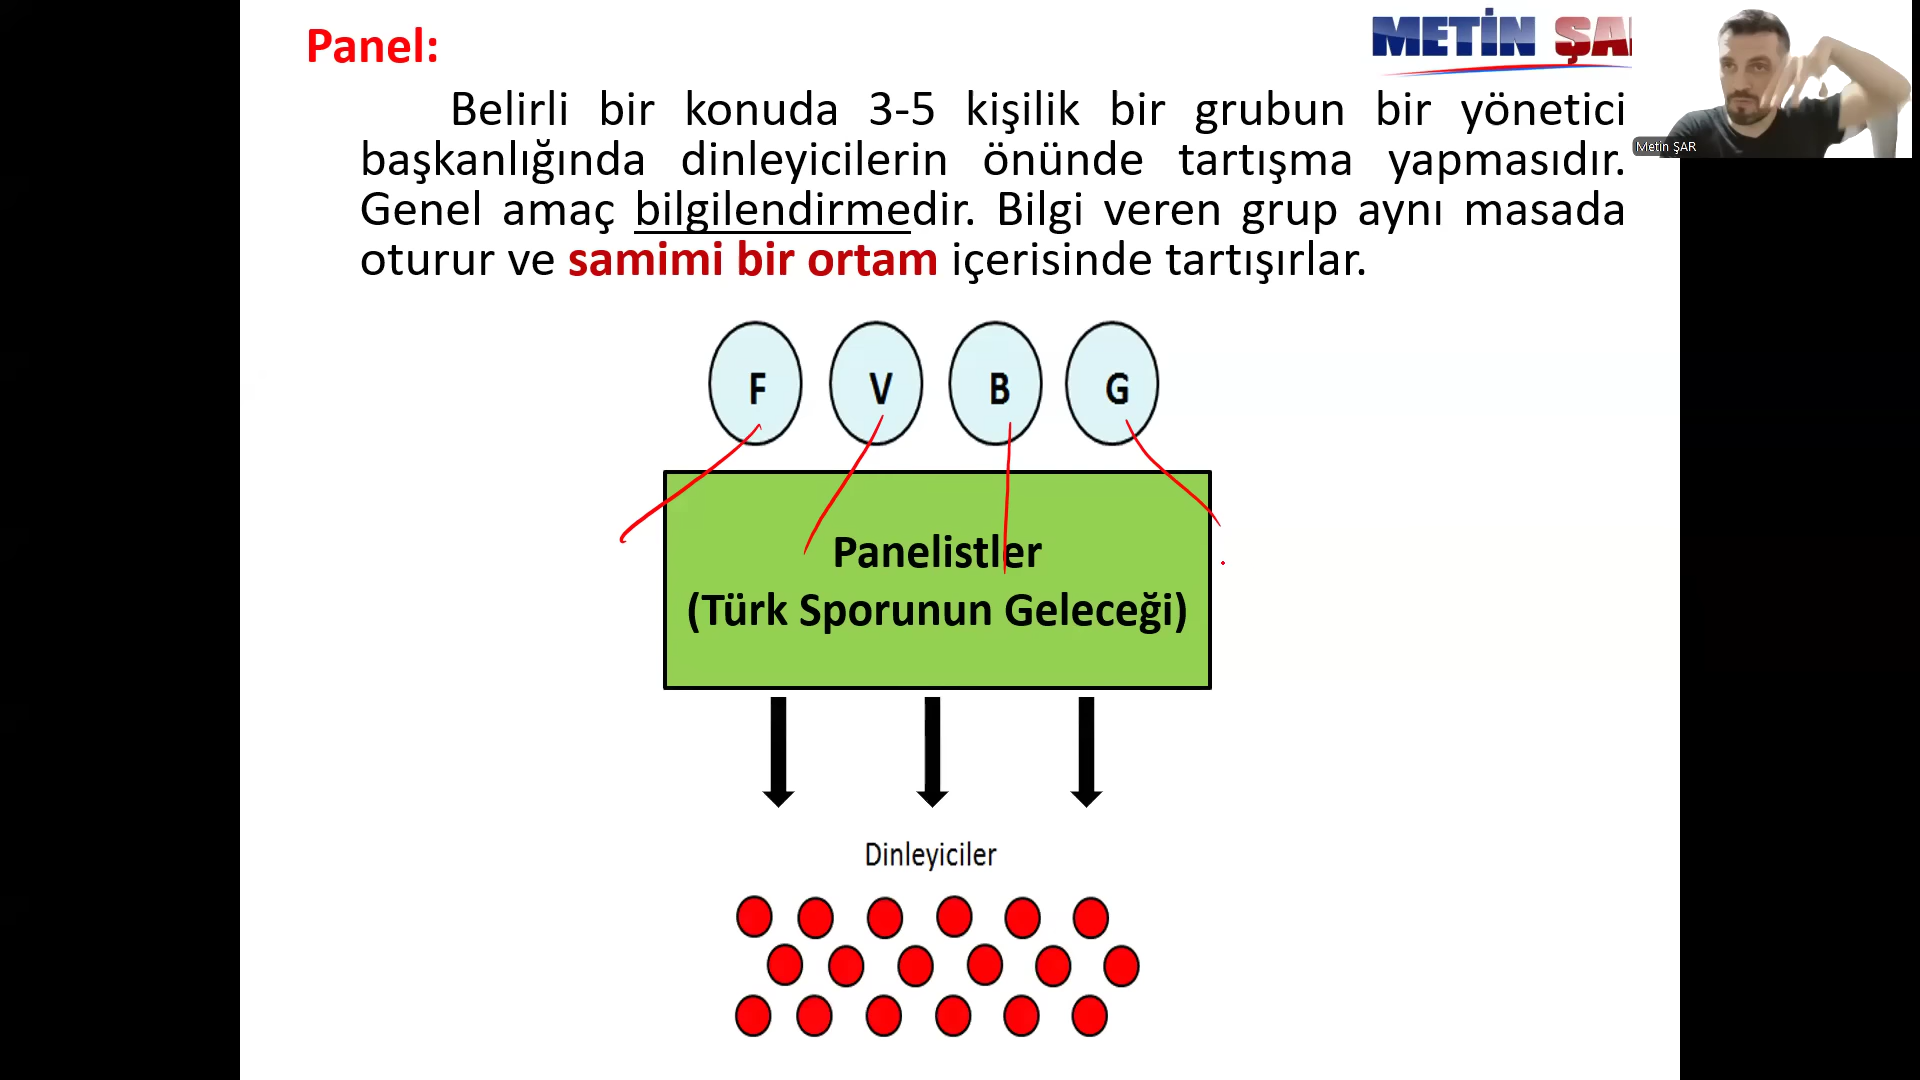 Panel:
METİN ŞA
Metin ŞAR
Belirli bir konuda 3-5 kişilik bir grubun bir yönetici
başkanlığında dinleyicilerin önünde tartışma yapmasıdır.
Genel amaç bilgilendirmedir. Bilgi veren grup aynı masada
oturur ve samimi bir ortam içerisinde tartışırlar.
F V B G
Panelistler
(Türk Sporunun Geleceği)
Dinleyiciler